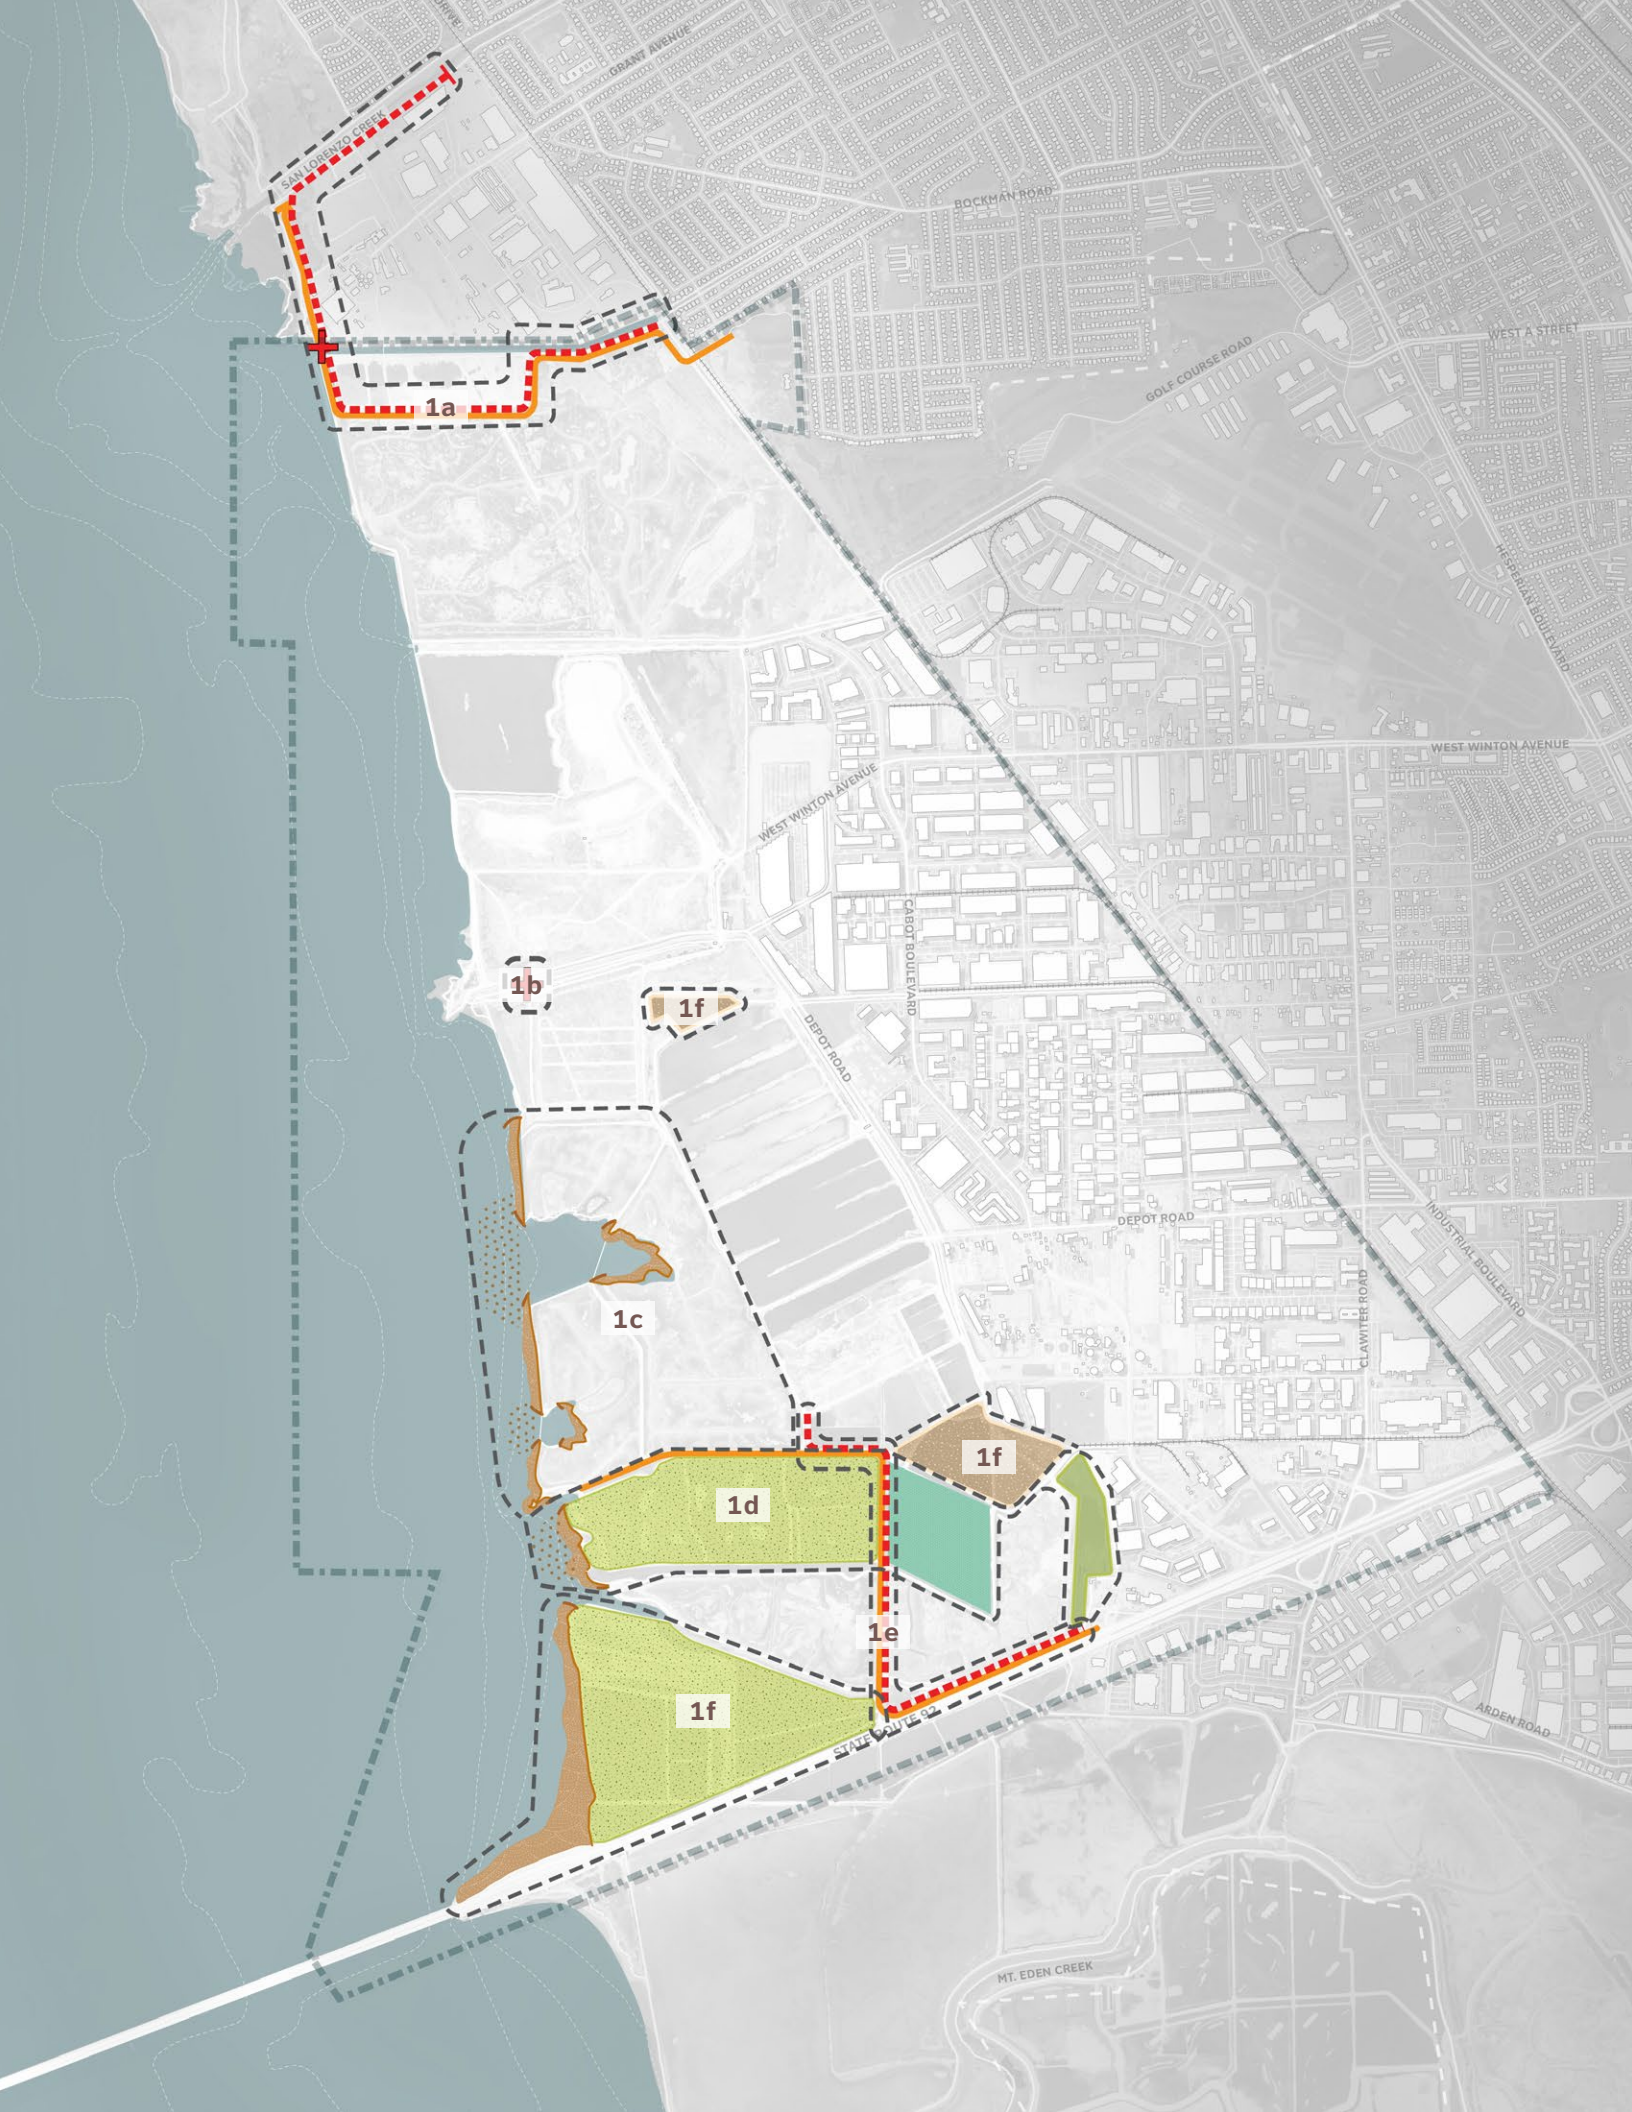 DRIVE
GRANT AVENUE
SAN LORENZO CREEK
BOCKMAN ROAD
WEST A STREET
GOLF COURSE ROAD
1a
HESPERIAN BOULEVARD
WEST WINTON AVENUE
WEST WINTON AVENUE
CABOT BOULEVARD
1b
1f
DEPOT ROAD
DEPOT ROAD
INDUSTRIAL BOULEVARD
CLAWITER ROAD
1c
1f
1d
1e
1f
STATE ROUTE 92
ARDEN ROAD
MT. EDEN CREEK